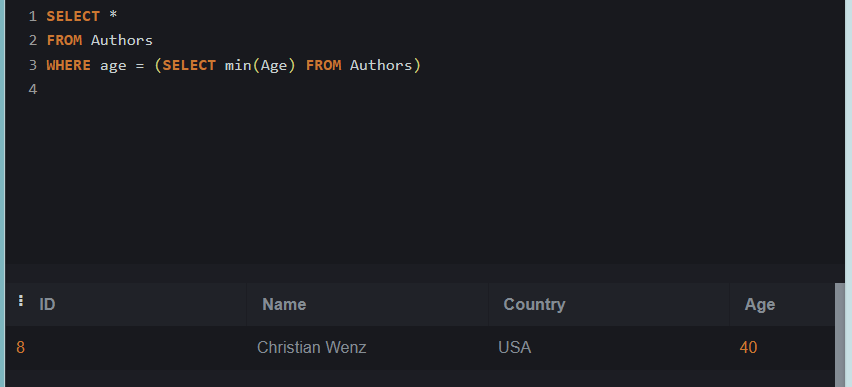 1 SELECT *
2 FROM Authors
3 WHERE age = (SELECT min(Age) FROM Authors)
4
ID Name Country Age
8 Christian Wenz USA 40